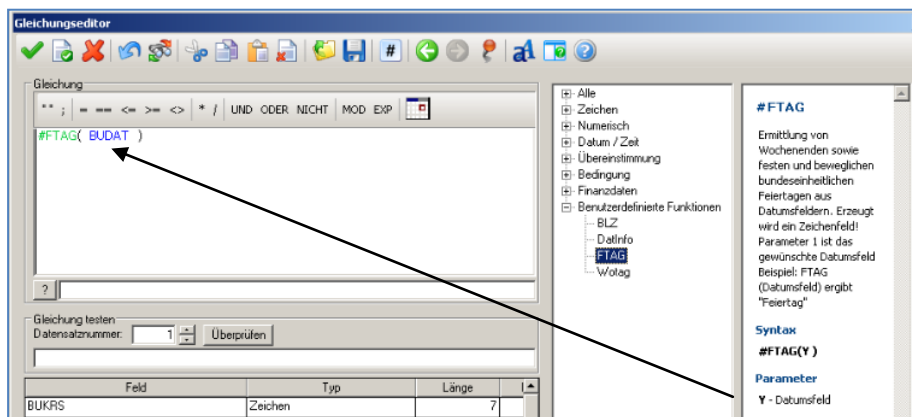 Gleichungseditor
#
a A
?
Gleichung
"" ; = == <= >= <> * / UND ODER NICHT MOD EXP
#FTAG( BUDAT )
?
Gleichung testen
Datensatznummer: 1 Überprüfen
Feld Typ Länge
BUKRS Zeichen 7
Alle
Zeichen
Numerisch
Datum / Zeit
Übereinstimmung
Bedingung
Finanzdaten
Benutzerdefinierte Funktionen
BLZ
DatInfo
FTAG
Wotag
#FTAG
Ermittlung von
Wochenenden sowie
festen und beweglichen
bundeseinheitlichen
Feiertagen aus
Datumsfeldern. Erzeugt
wird ein Zeichenfeld!
Parameter 1 ist das
gewünschte Datumsfeld
Beispiel: FTAG
(Datumsfeld) ergibt
"Feiertag"
Syntax
#FTAG(Y )
Parameter
Y - Datumsfeld